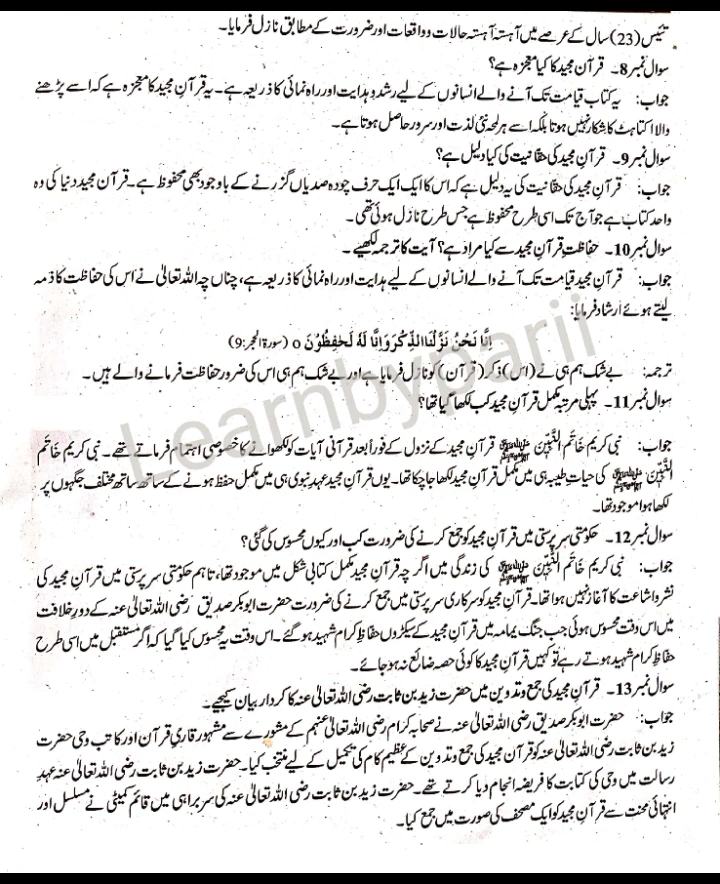 تئیس (23) سال کے عرصے میں آہستہ آہستہ حالات و واقعات اور ضرورت کے مطابق نازل فرمایا۔
سوال نمبر 8۔ قرآن مجید کا کیا معجزہ ہے؟
جواب: یہ کتاب قیامت تک آنے والے انسانوں کے لیے رشد و ہدایت اور راہ نمائی کا ذریعہ ہے۔ یہ قرآنِ مجید کا معجزہ ہے کہ اسے پڑھنے
والا اکتاہٹ کا شکار نہیں ہوتا بلکہ اسے ہر لمحہ نئی لذت اور سرور حاصل ہوتا ہے۔
سوال نمبر 9۔ قرآنِ مجید کی حقانیت کی کیا دلیل ہے؟
جواب: قرآنِ مجید کی حقانیت کی یہ دلیل ہے کہ اس کا ایک ایک حرف چودہ صدیاں گزرنے کے باوجود بھی محفوظ ہے۔ قرآن مجید دنیا کی وہ
واحد کتاب ہے جو آج تک اسی طرح محفوظ ہے جس طرح نازل ہوئی تھی۔
سوال نمبر 10۔ حفاظتِ قرآنِ مجید سے کیا مراد ہے؟ آیت کا ترجمہ لکھیے۔
جواب: قرآنِ مجید قیامت تک آنے والے انسانوں کے لیے ہدایت اور راہ نمائی کا ذریعہ ہے، چناں چہ اللہ تعالیٰ نے اس کی حفاظت کا ذمہ
لیتے ہوئے ارشاد فرمایا:
اِنَّا نَحْنُ نَزَّلْنَا الذِّكْرَ وَاِنَّا لَهٗ لَحٰفِظُوْنَ o (سورۃ الحجر:9)
ترجمہ: بے شک ہم ہی نے (اس) ذکر (قرآن) کو نازل فرمایا ہے اور بے شک ہم ہی اس کی ضرور حفاظت فرمانے والے ہیں۔
سوال نمبر 11۔ پہلی مرتبہ مکمل قرآنِ مجید کب لکھا گیا تھا؟
جواب: نبی کریم خَاتَمُ النَّبِیّٖنَ ﷺ قرآنِ مجید کے نزول کے فوراً بعد قرآنی آیات کو لکھوانے کا خصوصی اہتمام فرماتے تھے۔ نبی کریم خَاتَم
النَّبِیّٖنَ ﷺ کی حیاتِ طیبہ ہی میں مکمل قرآنِ مجید لکھا جا چکا تھا۔ یوں قرآنِ مجید عہدِ نبوی ہی میں مکمل حفظ ہونے کے ساتھ ساتھ مختلف جگہوں پر
لکھا ہوا موجود تھا۔
سوال نمبر 12۔ حکومتی سرپرستی میں قرآنِ مجید کو جمع کرنے کی ضرورت کب اور کیوں محسوس کی گئی؟
جواب: نبی کریم خَاتَمُ النَّبِیّٖنَ ﷺ کی زندگی میں اگرچہ قرآنِ مجید مکمل کتابی شکل میں موجود تھا، تاہم حکومتی سرپرستی میں قرآنِ مجید کی
نشر و اشاعت کا آغاز نہیں ہوا تھا۔ قرآنِ مجید کو سرکاری سرپرستی میں جمع کرنے کی ضرورت حضرت ابوبکر صدیق رضی اللہ تعالیٰ عنہ کے دورِ خلافت
میں اس وقت محسوس ہوئی جب جنگِ یمامہ میں قرآنِ مجید کے سیکڑوں حفاظِ کرام شہید ہو گئے۔ اس وقت یہ محسوس کیا گیا کہ اگر مستقبل میں اسی طرح
حفاظِ کرام شہید ہوتے رہے تو کہیں قرآنِ مجید کا کوئی حصہ ضائع نہ ہو جائے۔
سوال نمبر 13۔ قرآنِ مجید کی جمع و تدوین میں حضرت زید بن ثابت رضی اللہ تعالیٰ عنہ کا کردار بیان کیجیے۔
جواب: حضرت ابوبکر صدیق رضی اللہ تعالیٰ عنہ نے صحابہ کرام رضی اللہ تعالیٰ عنہم کے مشورے سے مشہور قاریِ قرآن اور کاتبِ وحی حضرت
زید بن ثابت رضی اللہ تعالیٰ عنہ کو قرآنِ مجید کی جمع و تدوین کے عظیم کام کی تکمیل کے لیے منتخب کیا۔ حضرت زید بن ثابت رضی اللہ تعالیٰ عنہ عہدِ
رسالت میں وحی کی کتابت کا فریضہ انجام دیا کرتے تھے۔ حضرت زید بن ثابت رضی اللہ تعالیٰ عنہ کی سربراہی میں قائم کمیٹی نے مسلسل اور
انتہائی محنت سے قرآنِ مجید کو ایک مصحف کی صورت میں جمع کیا۔
Learnbyparii